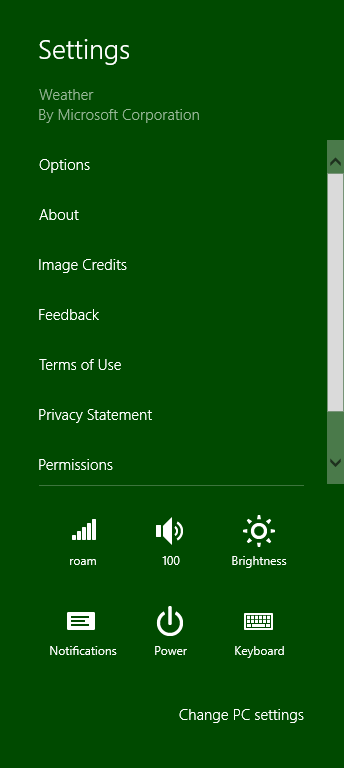 Settings
Weather
By Microsoft Corporation
Options
About
Image Credits
Feedback
Terms of Use
Privacy Statement
Permissions
roam 100 Brightness
Notifications Power Keyboard
Change PC settings